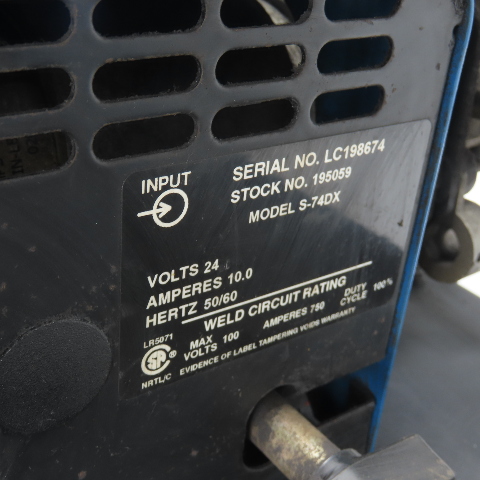 INPUT
SERIAL NO. LC198674
STOCK NO. 195059
MODEL S-74DX
VOLTS 24
AMPERES 10.0
HERTZ 50/60
WELD CIRCUIT RATING
MAX VOLTS 100 AMPERES 750 DUTY CYCLE 100%
EVIDENCE OF LABEL TAMPERING VOIDS WARRANTY
LR5071
NRTL/C